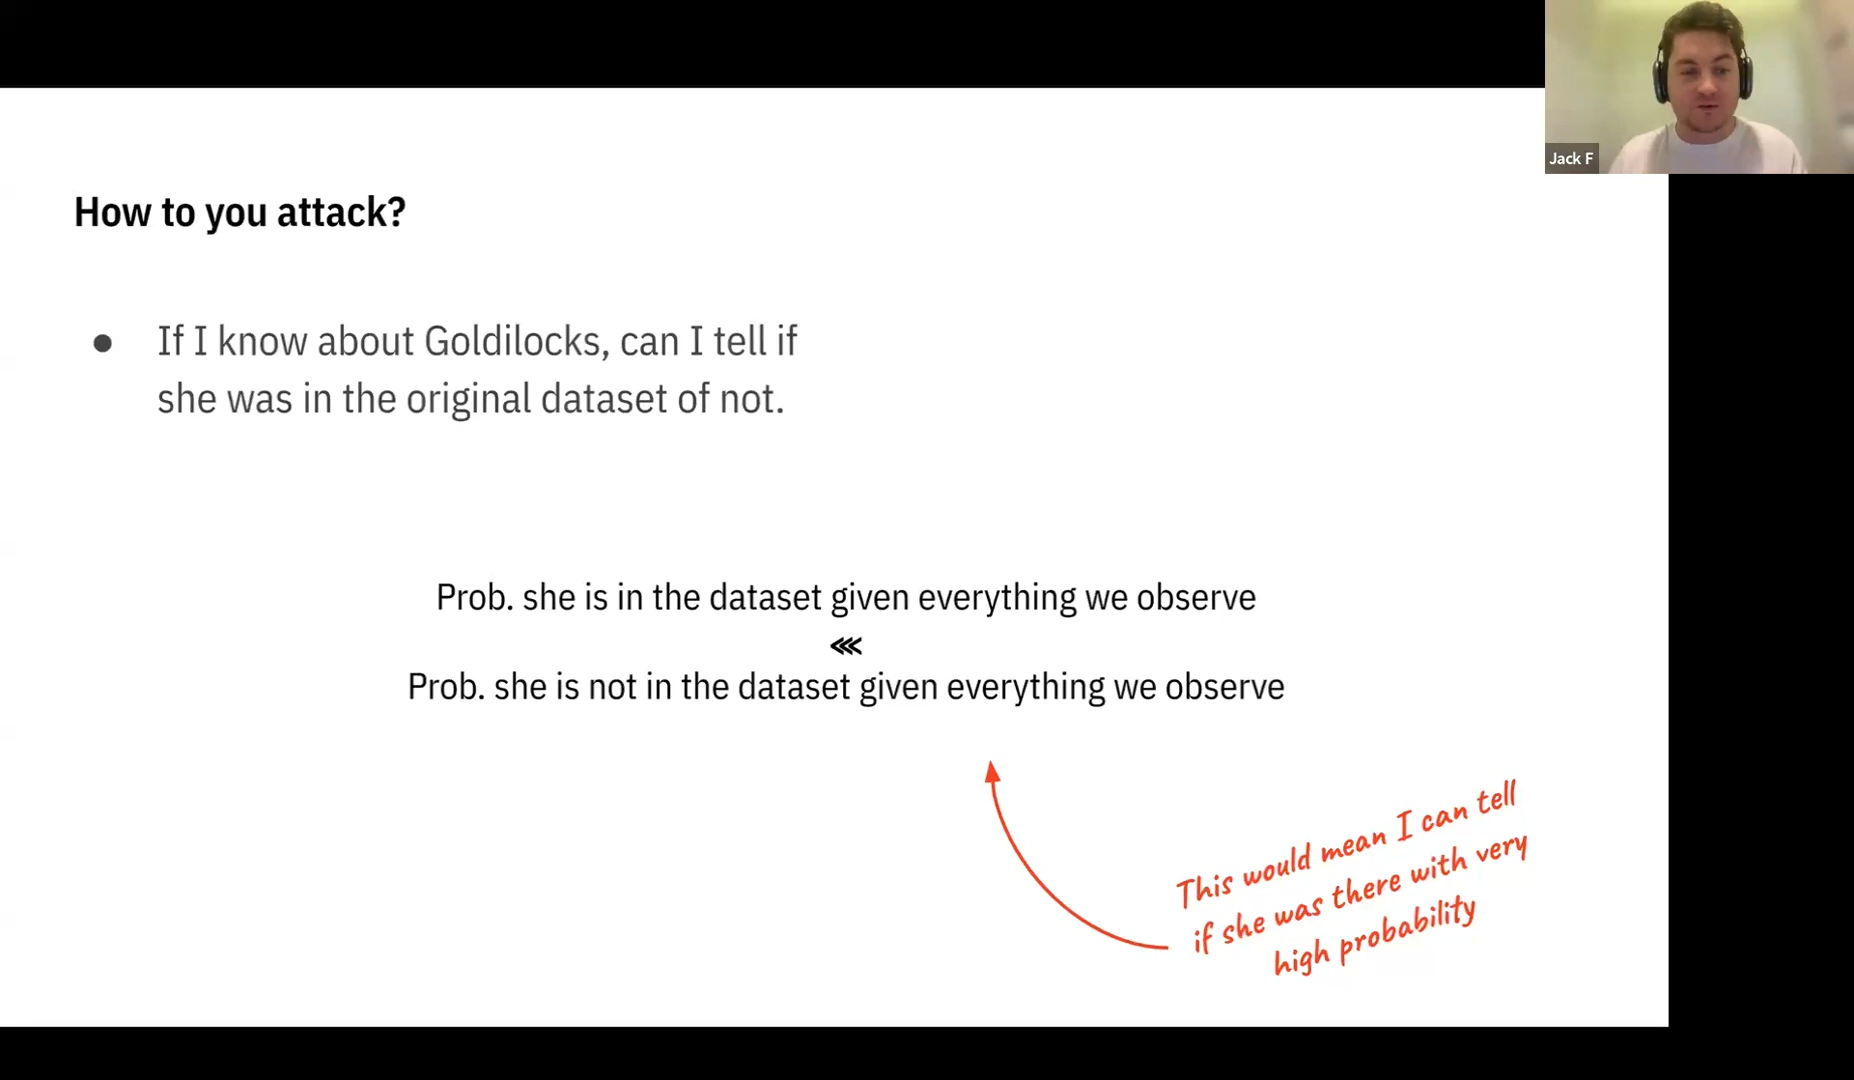 Jack F
How to you attack?
● If I know about Goldilocks, can I tell if
she was in the original dataset of not.
Prob. she is in the dataset given everything we observe
⋘
Prob. she is not in the dataset given everything we observe
This would mean I can tell
if she was there with very
high probability